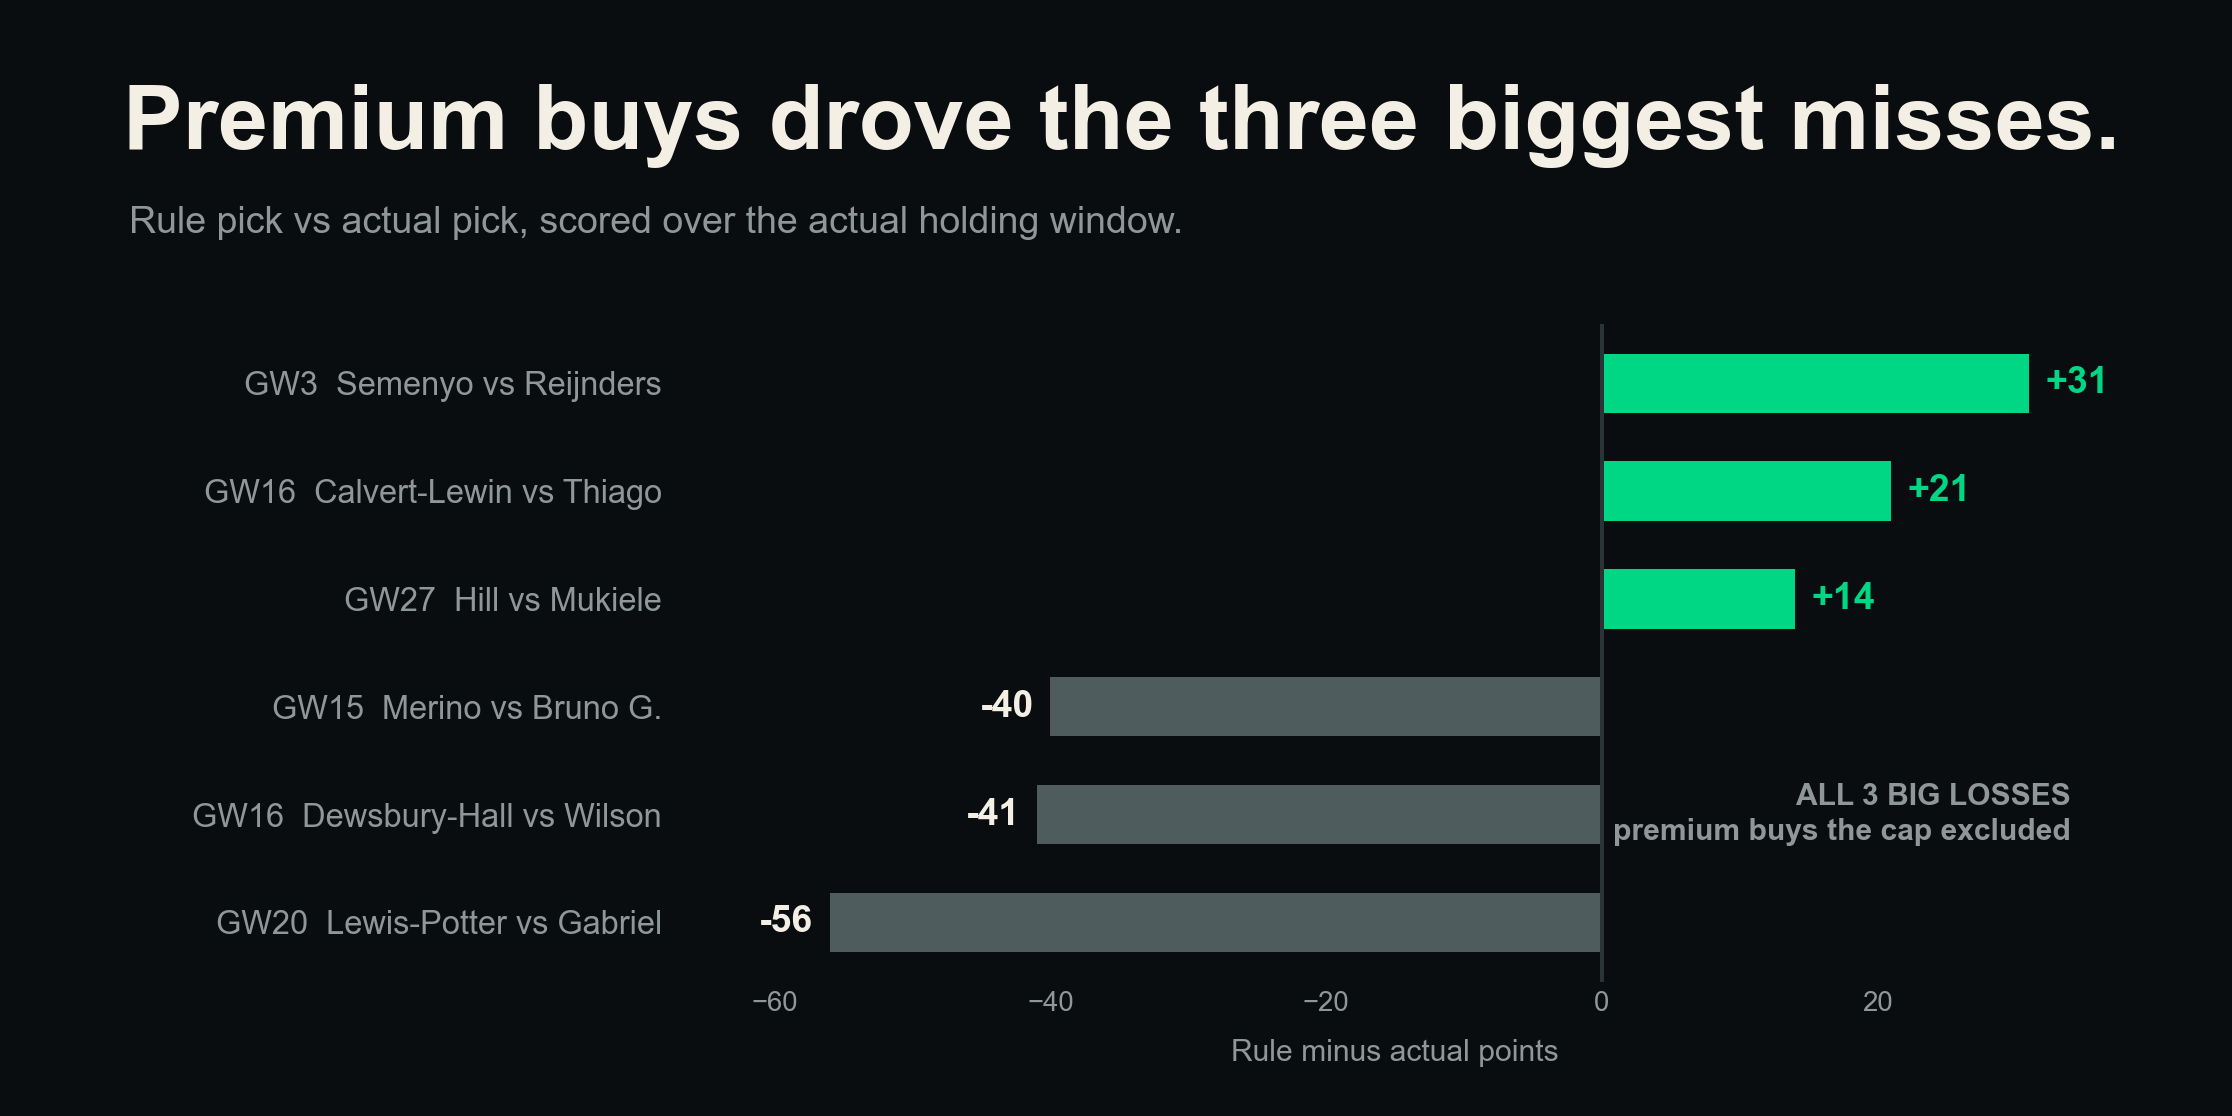 Premium buys drove the three biggest misses.
Rule pick vs actual pick, scored over the actual holding window.
GW3 Semenyo vs Reijnders
+31
GW16 Calvert-Lewin vs Thiago
+21
GW27 Hill vs Mukiele
+14
GW15 Merino vs Bruno G.
-40
GW16 Dewsbury-Hall vs Wilson
-41
ALL 3 BIG LOSSES
premium buys the cap excluded
GW20 Lewis-Potter vs Gabriel
-56
−60 −40 −20 0 20
Rule minus actual points